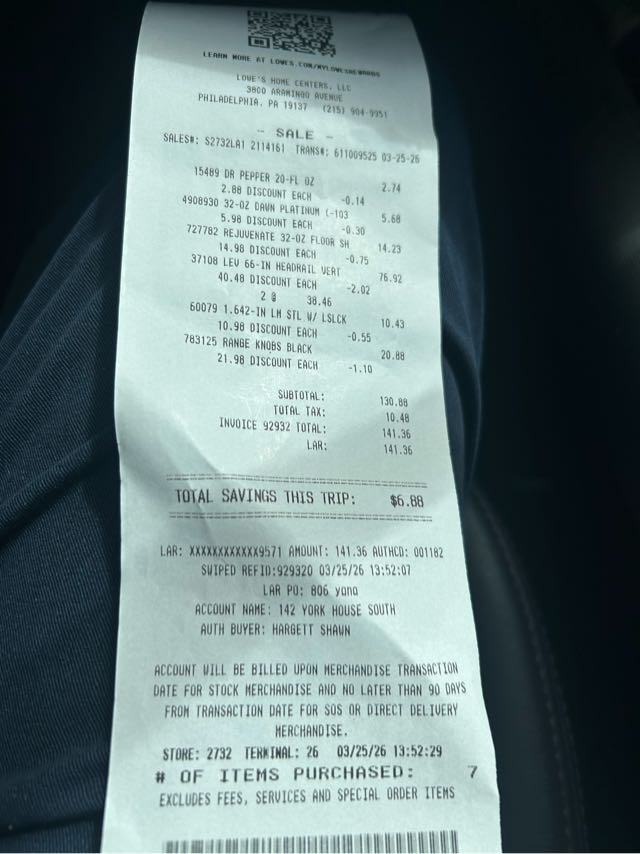 LEARN MORE AT LOWES.COM/MYLOWESREWARDS
LOWE'S HOME CENTERS, LLC
3800 ARAMINGO AVENUE
PHILADELPHIA, PA 19137 (215) 904-9951
- SALE -
SALES#: S2732LA1 2114161 TRANS#: 611009525 03-25-26
15489 DR PEPPER 20-FL OZ 2.74
2.88 DISCOUNT EACH -0.14
4908930 32-OZ DAWN PLATINUM (-103 5.68
5.98 DISCOUNT EACH -0.30
727782 REJUVENATE 32-OZ FLOOR SH 14.23
14.98 DISCOUNT EACH -0.75
37108 LEV 66-IN HEADRAIL VERT 76.92
40.48 DISCOUNT EACH -2.02
2 @ 38.46
60079 1.642-IN LM STL W/ LSLCK 10.43
10.98 DISCOUNT EACH -0.55
783125 RANGE KNOBS BLACK 20.88
21.98 DISCOUNT EACH -1.10
SUBTOTAL: 130.88
TOTAL TAX: 10.48
INVOICE 92932 TOTAL: 141.36
LAR: 141.36
TOTAL SAVINGS THIS TRIP: $6.88
LAR: XXXXXXXXXXXX9571 AMOUNT: 141.36 AUTHCD: 001182
SWIPED REFID:929320 03/25/26 13:52:07
LAR PO: 806 yana
ACCOUNT NAME: 142 YORK HOUSE SOUTH
AUTH BUYER: HARGETT SHAWN
ACCOUNT WILL BE BILLED UPON MERCHANDISE TRANSACTION
DATE FOR STOCK MERCHANDISE AND NO LATER THAN 90 DAYS
FROM TRANSACTION DATE FOR SOS OR DIRECT DELIVERY
MERCHANDISE.
STORE: 2732 TERMINAL: 26 03/25/26 13:52:29
# OF ITEMS PURCHASED: 7
EXCLUDES FEES, SERVICES AND SPECIAL ORDER ITEMS